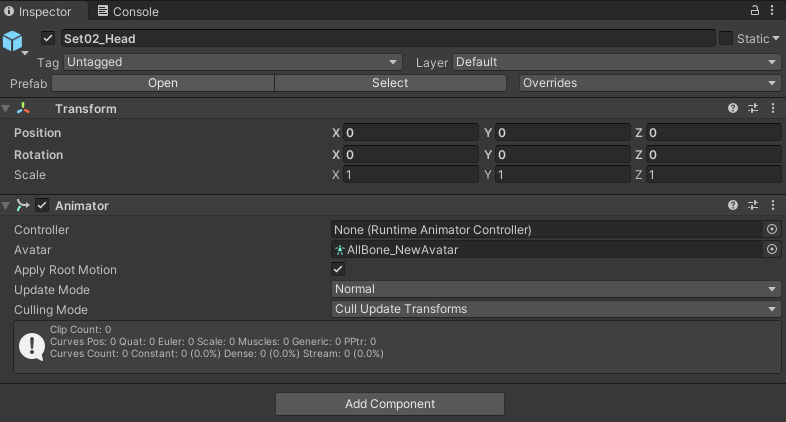 Inspector Console
Set02_Head Static
Tag Untagged Layer Default
Prefab Open Select Overrides
Transform
Position X 0 Y 0 Z 0
Rotation X 0 Y 0 Z 0
Scale X 1 Y 1 Z 1
Animator
Controller None (Runtime Animator Controller)
Avatar AllBone_NewAvatar
Apply Root Motion
Update Mode Normal
Culling Mode Cull Update Transforms
Clip Count: 0
Curves Pos: 0 Quat: 0 Euler: 0 Scale: 0 Muscles: 0 Generic: 0 PPtr: 0
Curves Count: 0 Constant: 0 (0.0%) Dense: 0 (0.0%) Stream: 0 (0.0%)
Add Component